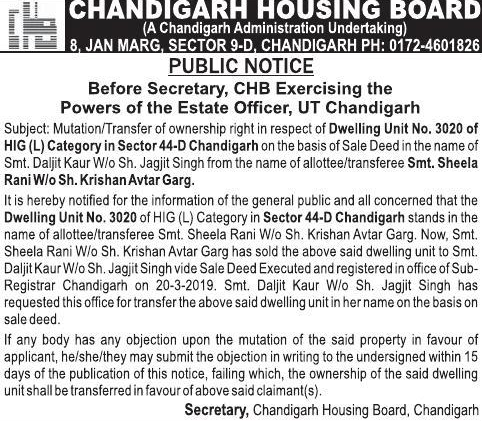 CHANDIGARH HOUSING BOARD
(A Chandigarh Administration Undertaking)
8, JAN MARG, SECTOR 9-D, CHANDIGARH PH: 0172-4601826
PUBLIC NOTICE
Before Secretary, CHB Exercising the
Powers of the Estate Officer, UT Chandigarh
Subject: Mutation/Transfer of ownership right in respect of Dwelling Unit No. 3020 of
HIG (L) Category in Sector 44-D Chandigarh on the basis of Sale Deed in the name of
Smt. Daljit Kaur W/o Sh. Jagjit Singh from the name of allottee/transferee Smt. Sheela
Rani W/o Sh. Krishan Avtar Garg.
It is hereby notified for the information of the general public and all concerned that the
Dwelling Unit No. 3020 of HIG (L) Category in Sector 44-D Chandigarh stands in the
name of allottee/transferee Smt. Sheela Rani W/o Sh. Krishan Avtar Garg. Now, Smt.
Sheela Rani W/o Sh. Krishan Avtar Garg has sold the above said dwelling unit to Smt.
Daljit Kaur W/o Sh. Jagjit Singh vide Sale Deed Executed and registered in office of Sub-
Registrar Chandigarh on 20-3-2019. Smt. Daljit Kaur W/o Sh. Jagjit Singh has
requested this office for transfer the above said dwelling unit in her name on the basis on
sale deed.
If any body has any objection upon the mutation of the said property in favour of
applicant, he/she/they may submit the objection in writing to the undersigned within 15
days of the publication of this notice, failing which, the ownership of the said dwelling
unit shall be transferred in favour of above said claimant(s).
Secretary, Chandigarh Housing Board, Chandigarh